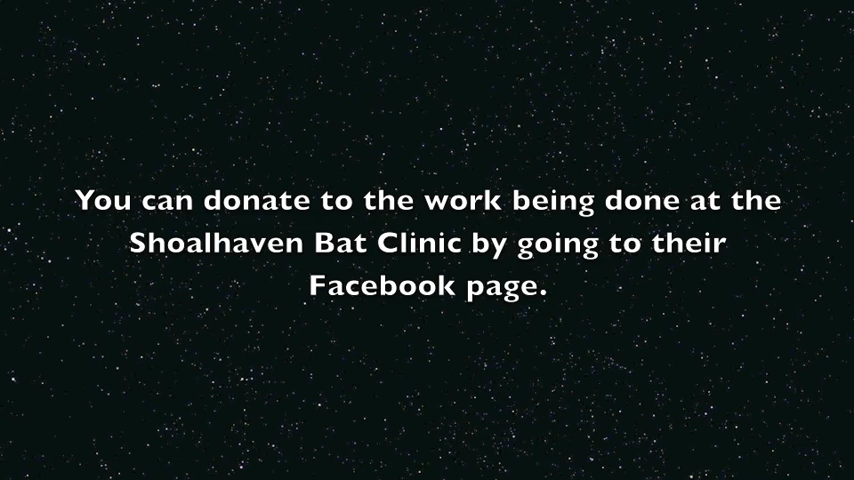 You can donate to the work being done at the
Shoalhaven Bat Clinic by going to their
Facebook page.